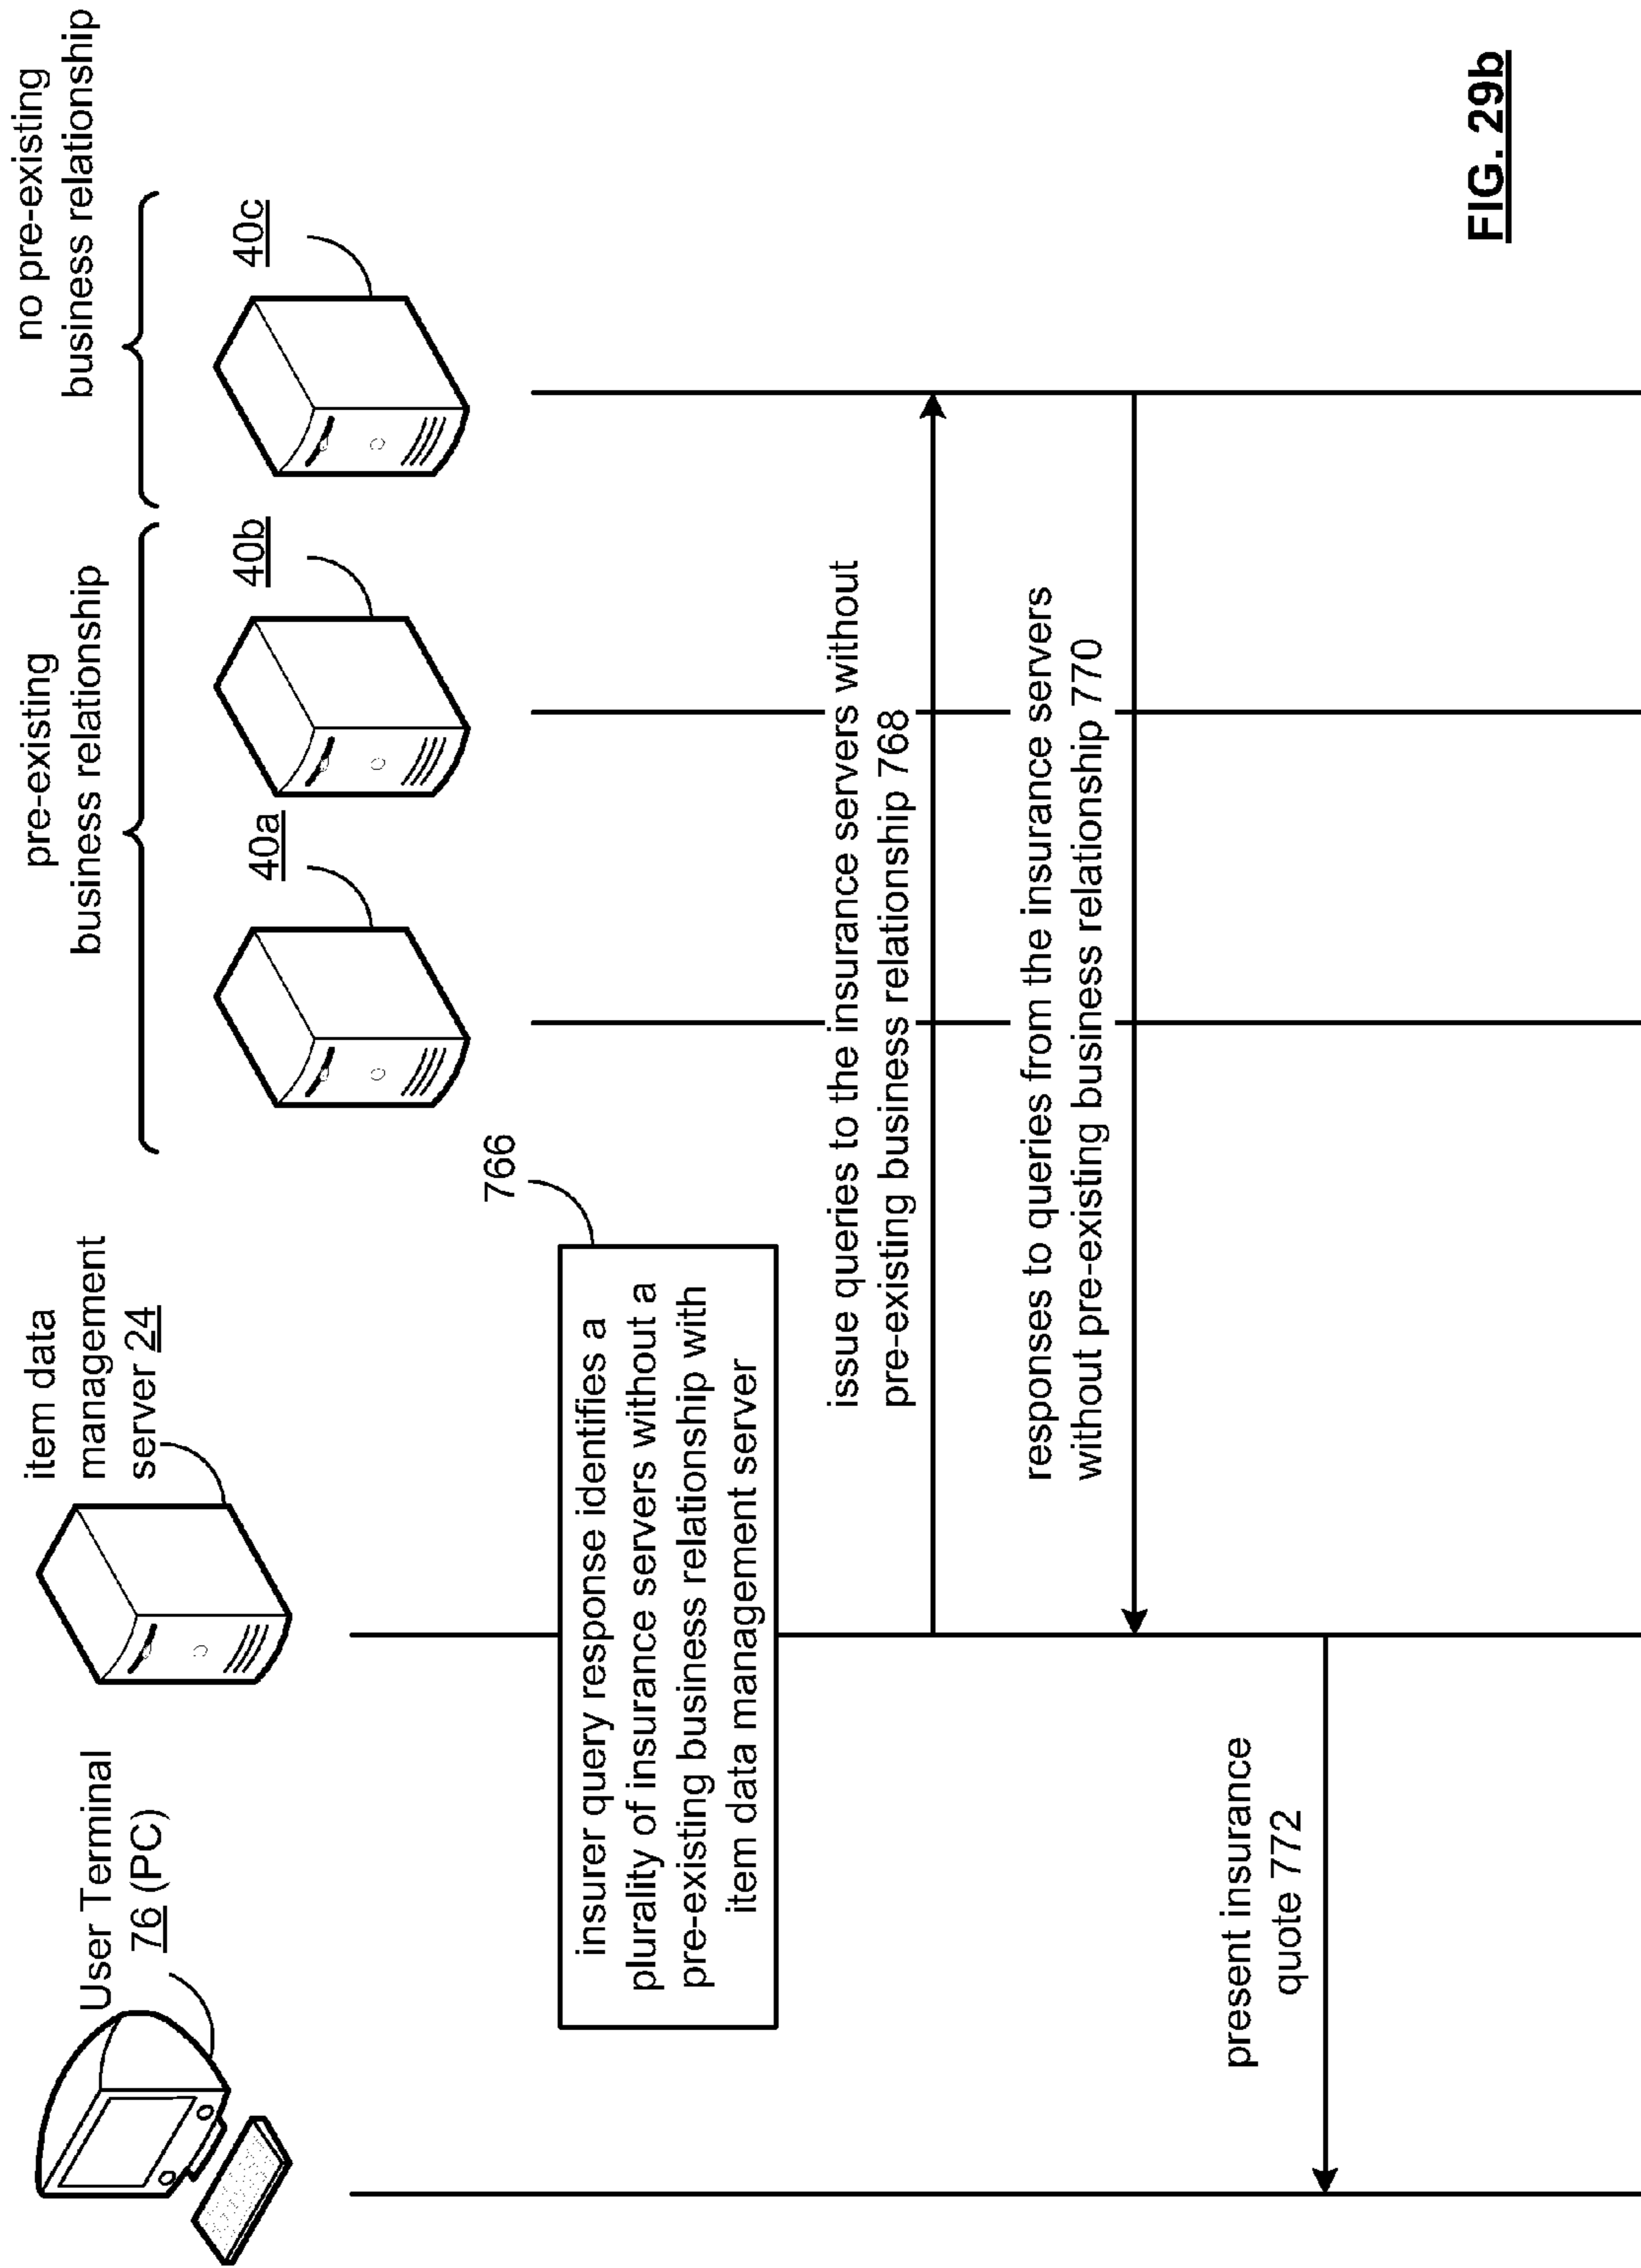 User Terminal
76 (PC)
item data
management
server 24
pre-existing
business relationship
no pre-existing
business relationship
40a
40b
40c
766
insurer query response identifies a
plurality of insurance servers without a
pre-existing business relationship with
item data management server
issue queries to the insurance servers without
pre-existing business relationship 768
responses to queries from the insurance servers
without pre-existing business relationship 770
present insurance
quote 772
FIG. 29b